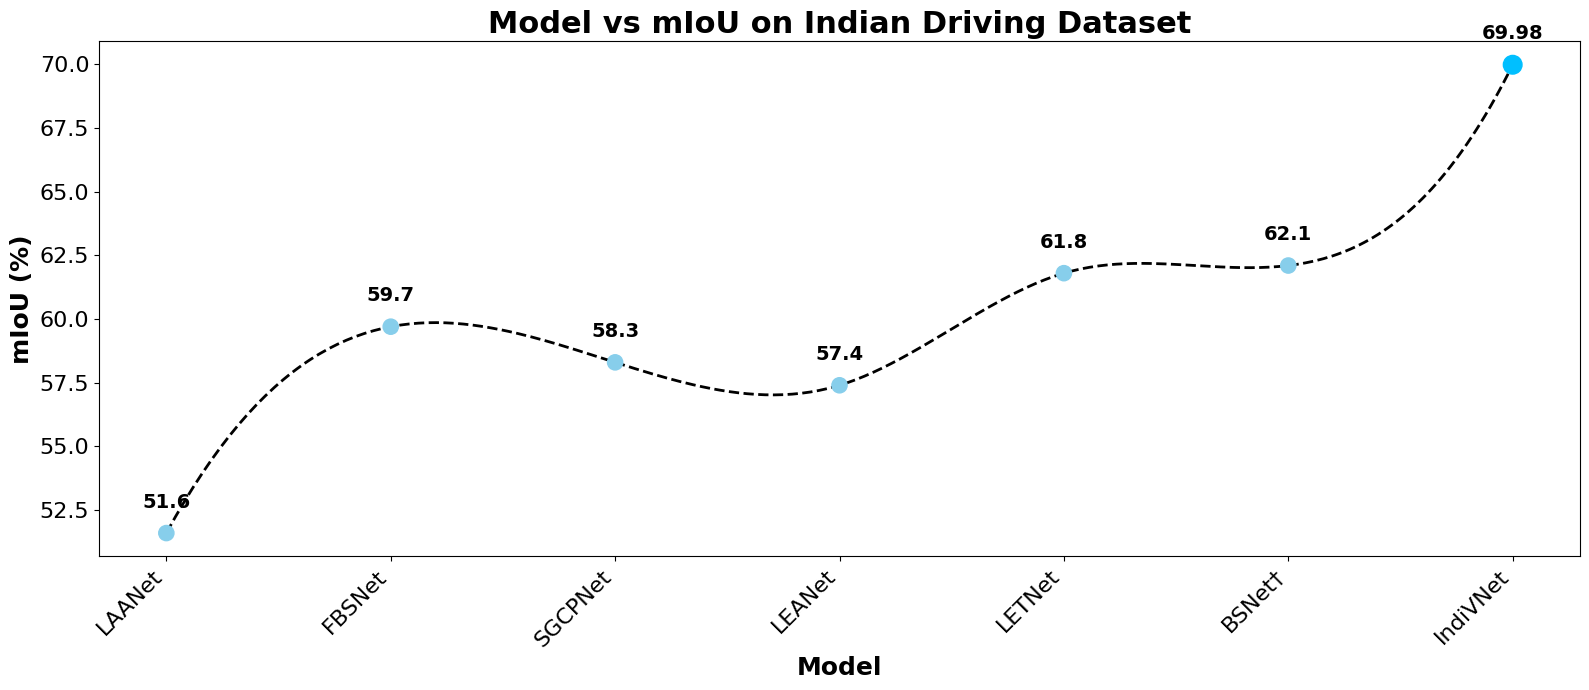 Model vs mIoU on Indian Driving Dataset
69.98
70.0
67.5
65.0
62.5
60.0
57.5
55.0
52.5
mIoU (%)
51.6
59.7
58.3
57.4
61.8
62.1
LAANet
FBSNet
SGCPNet
LEANet
LETNet
BSNet†
IndiVNet
Model